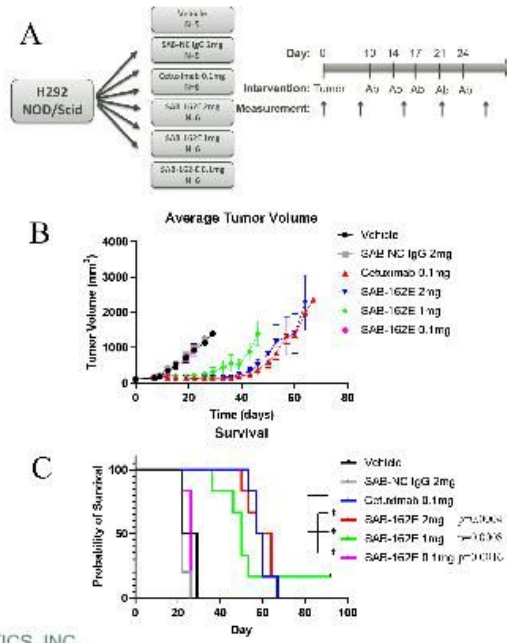 A
H292
NOD/Scid
Vehicle
N=5
SAB-NC IgG 2mg
N=5
Cetuximab 0.1mg
N=6
SAB-162E 2mg
N=6
SAB-162E 1mg
N=6
SAB-162E 0.1mg
N=6
Day: 0 10 14 17 21 24
Intervention: Tumor Ab Ab Ab Ab Ab
Measurement:
B
Average Tumor Volume
Tumor Volume (mm³)
4000
3000
2000
1000
0
0 20 40 60 80
Time (days)
Vehicle
SAB-NC IgG 2mg
Cetuximab 0.1mg
SAB-162E 2mg
SAB-162E 1mg
SAB-162E 0.1mg
C
Survival
Probability of Survival
100
50
0
0 20 40 60 80 100
Day
Vehicle
SAB-NC IgG 2mg
Cetuximab 0.1mg
SAB-162E 2mg
SAB-162E 1mg
SAB-162E 0.1mg
TICS, INC